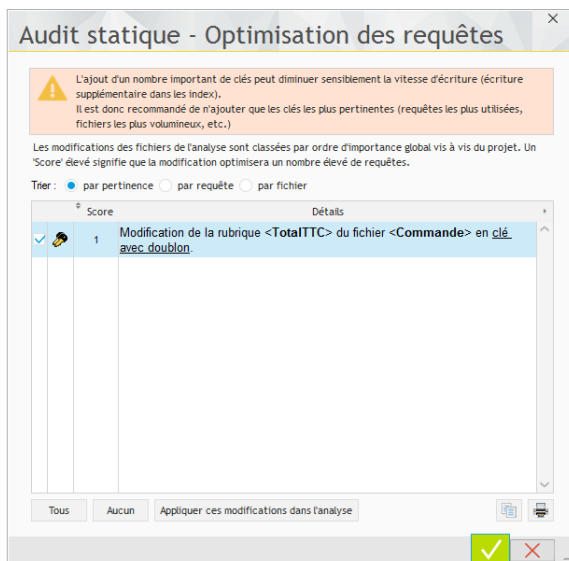 Audit statique - Optimisation des requêtes
L'ajout d'un nombre important de clés peut diminuer sensiblement la vitesse d'écriture (écriture
supplémentaire dans les index).
Il est donc recommandé de n'ajouter que les clés les plus pertinentes (requêtes les plus utilisées,
fichiers les plus volumineux, etc.)
Les modifications des fichiers de l'analyse sont classées par ordre d'importance global vis à vis du projet. Un
'Score' élevé signifie que la modification optimisera un nombre élevé de requêtes.
Trier : par pertinence par requête par fichier
Score Détails
1 Modification de la rubrique <TotalTTC> du fichier <Commande> en clé
avec doublon.
Tous Aucun Appliquer ces modifications dans l'analyse